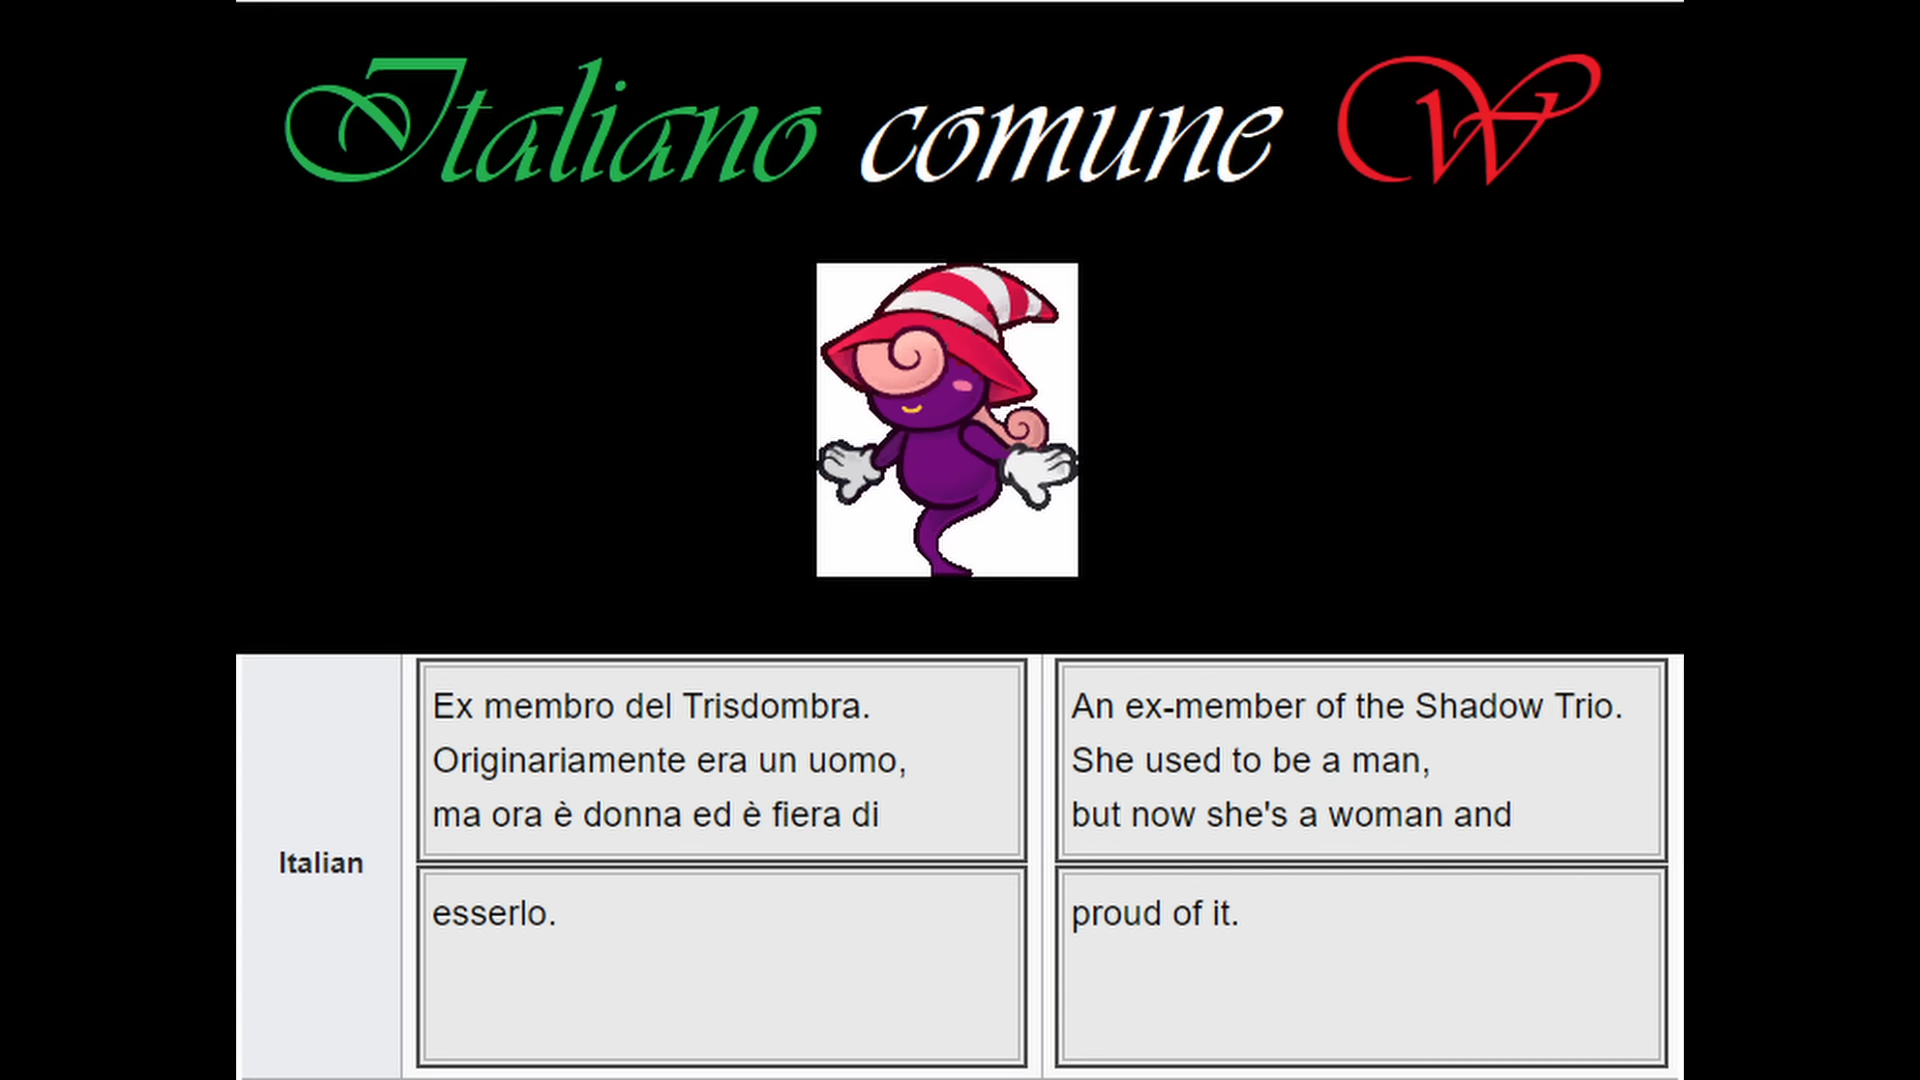 Italiano comune W
Italian
Ex membro del Trisdombra.
Originariamente era un uomo,
ma ora è donna ed è fiera di
esserlo.
An ex-member of the Shadow Trio.
She used to be a man,
but now she's a woman and
proud of it.